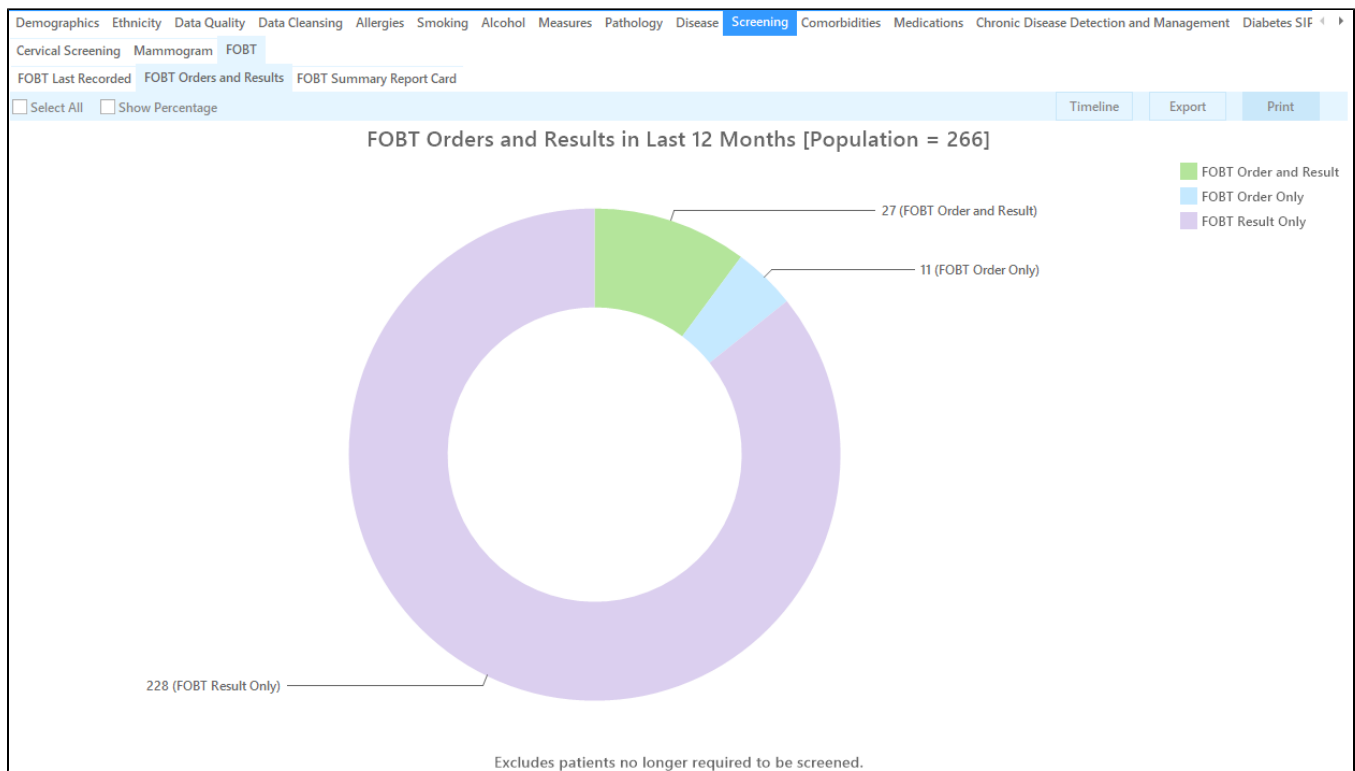 Demographics Ethnicity Data Quality Data Cleansing Allergies Smoking Alcohol Measures Pathology Disease Screening Comorbidities Medications Chronic Disease Detection and Management Diabetes SIP
Cervical Screening Mammogram FOBT
FOBT Last Recorded FOBT Orders and Results FOBT Summary Report Card
Select All Show Percentage Timeline Export Print
FOBT Orders and Results in Last 12 Months [Population = 266]
FOBT Order and Result
FOBT Order Only
FOBT Result Only
27 (FOBT Order and Result)
11 (FOBT Order Only)
228 (FOBT Result Only)
Excludes patients no longer required to be screened.